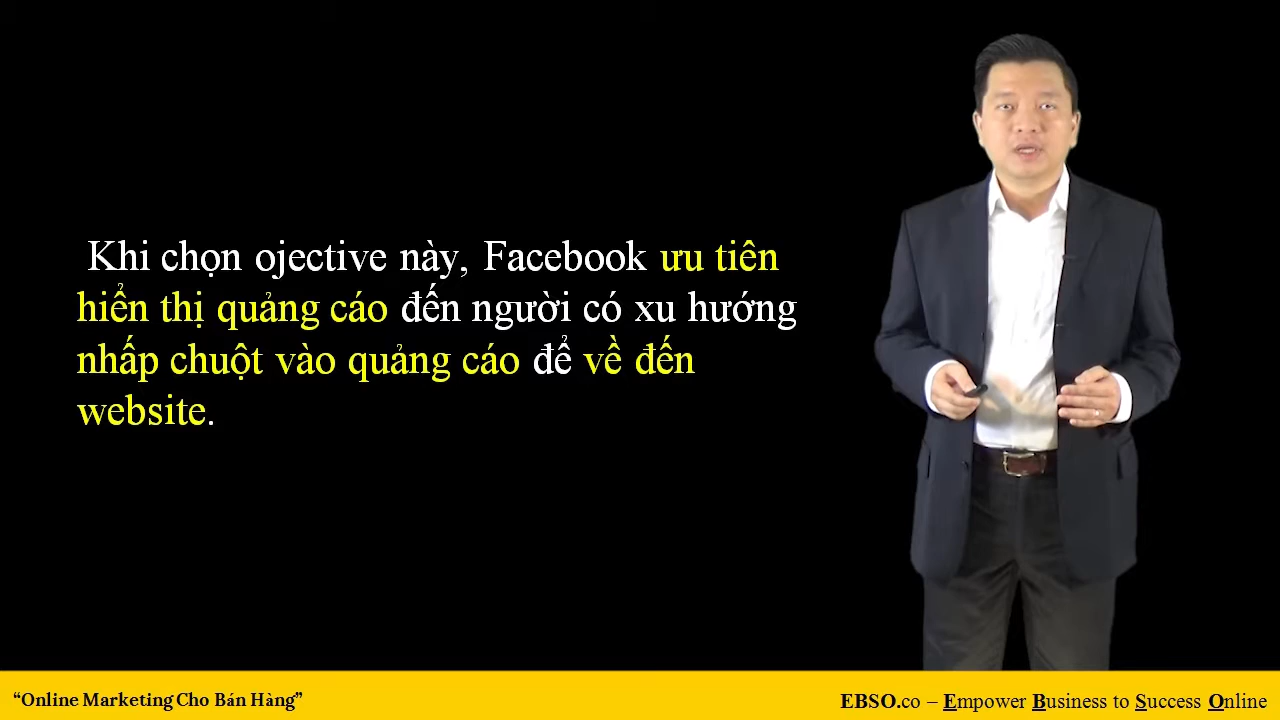 Khi chọn ojective này, Facebook ưu tiên
hiển thị quảng cáo đến người có xu hướng
nhấp chuột vào quảng cáo để về đến
website.
“Online Marketing Cho Bán Hàng”
EBSO.co – Empower Business to Success Online